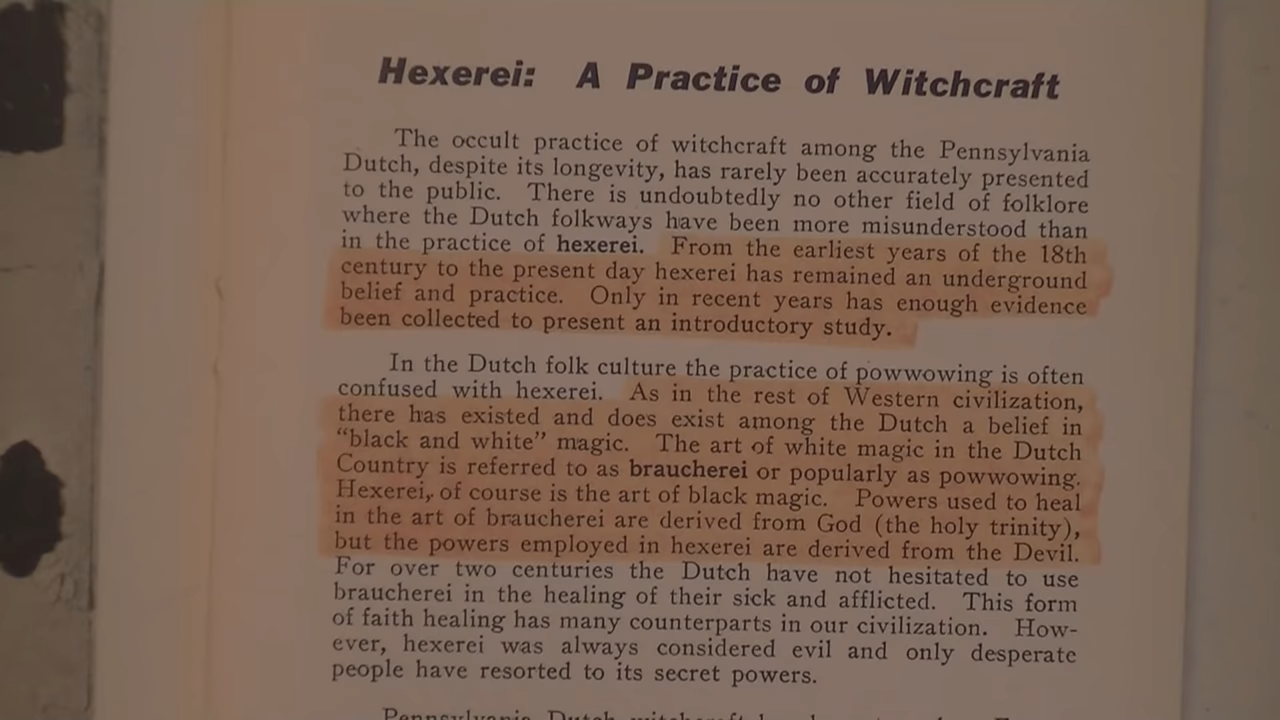 Hexerei: A Practice of Witchcraft
The occult practice of witchcraft among the Pennsylvania
Dutch, despite its longevity, has rarely been accurately presented
to the public. There is undoubtedly no other field of folklore
where the Dutch folkways have been more misunderstood than
in the practice of hexerei. From the earliest years of the 18th
century to the present day hexerei has remained an underground
belief and practice. Only in recent years has enough evidence
been collected to present an introductory study.
In the Dutch folk culture the practice of powwowing is often
confused with hexerei. As in the rest of Western civilization,
there has existed and does exist among the Dutch a belief in
“black and white” magic. The art of white magic in the Dutch
Country is referred to as braucherei or popularly as powwowing.
Hexerei, of course is the art of black magic. Powers used to heal
in the art of braucherei are derived from God (the holy trinity),
but the powers employed in hexerei are derived from the Devil.
For over two centuries the Dutch have not hesitated to use
braucherei in the healing of their sick and afflicted. This form
of faith healing has many counterparts in our civilization. How-
ever, hexerei was always considered evil and only desperate
people have resorted to its secret powers.
Pennsylvania Dutch witchcraft